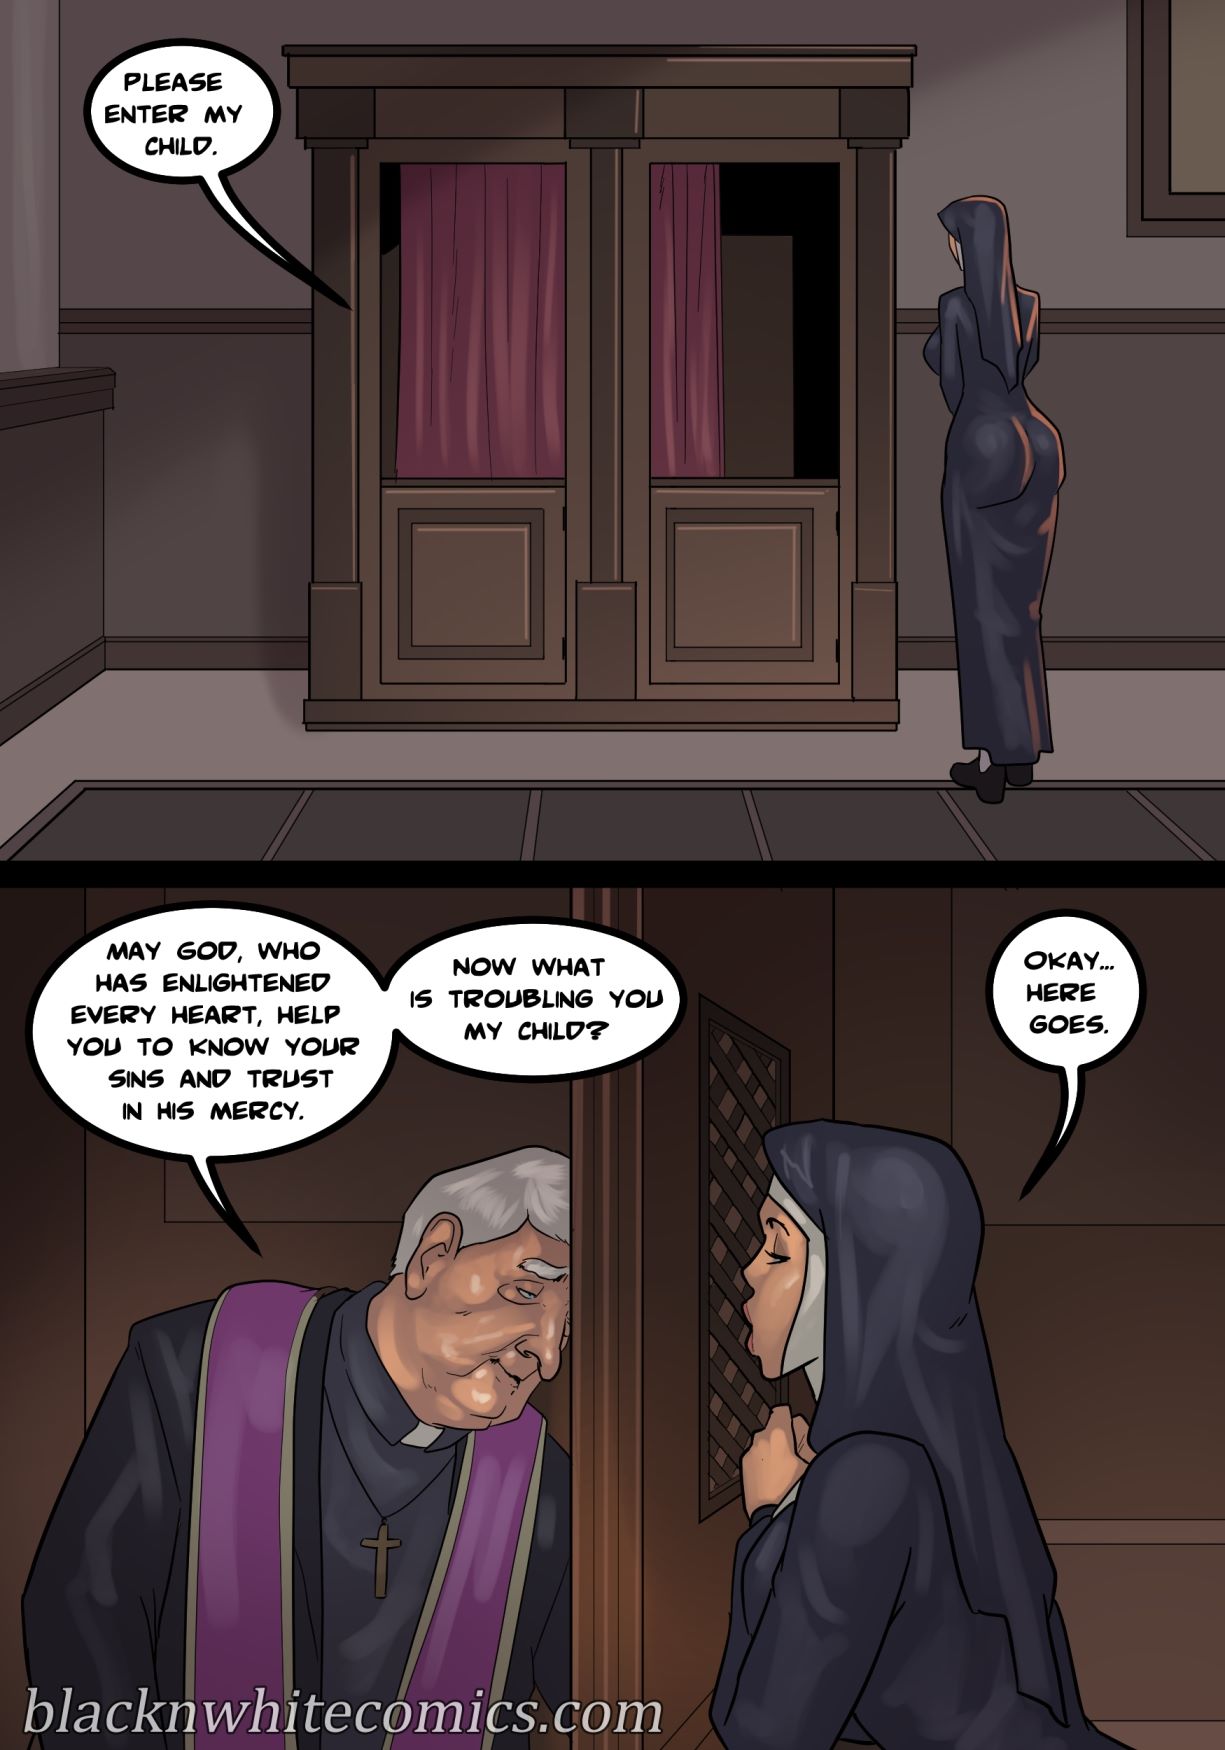 PLEASE
ENTER MY
CHILD.
MAY GOD, WHO
HAS ENLIGHTENED
EVERY HEART, HELP
YOU TO KNOW YOUR
SINS AND TRUST
IN HIS MERCY.
NOW WHAT
IS TROUBLING YOU
MY CHILD?
OKAY...
HERE
GOES.
blacknwhitecomics.com